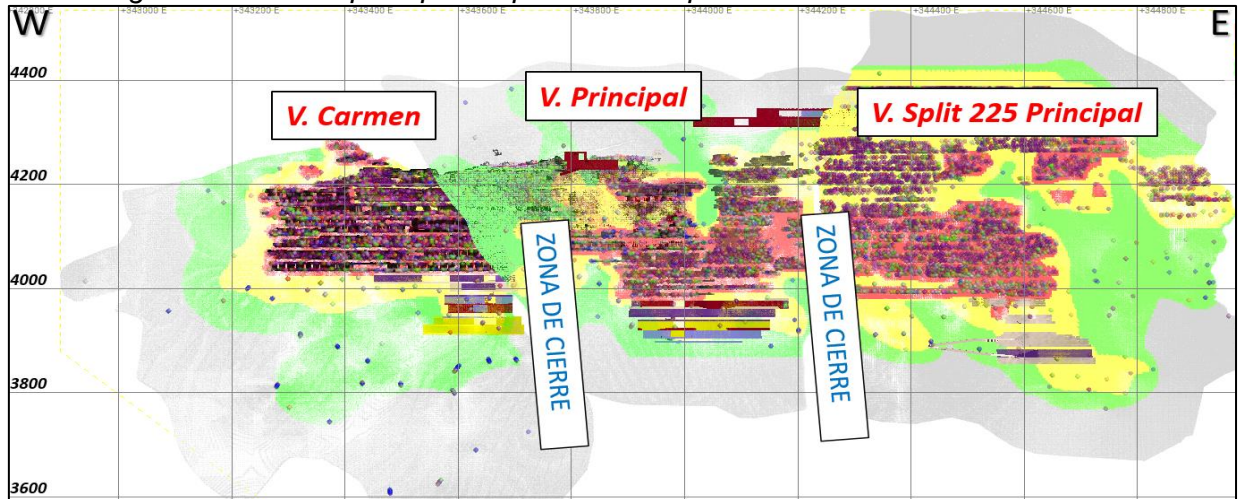 W
+343000 E +343200 E +343400 E +343600 E +343800 E +344000 E +344200 E +344400 E +344600 E +344800 E
E
4400
V. Carmen
V. Principal
V. Split 225 Principal
4200
4000
ZONA DE CIERRE
ZONA DE CIERRE
3800
3600